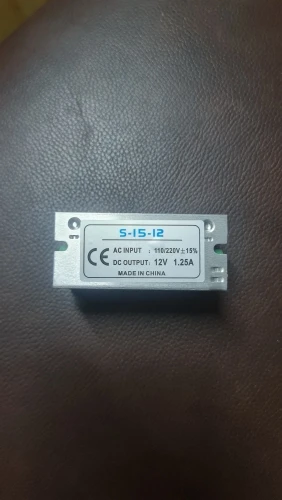 S-15-12
CE AC INPUT : 110/220V±15%
DC OUTPUT: 12V 1.25A
MADE IN CHINA